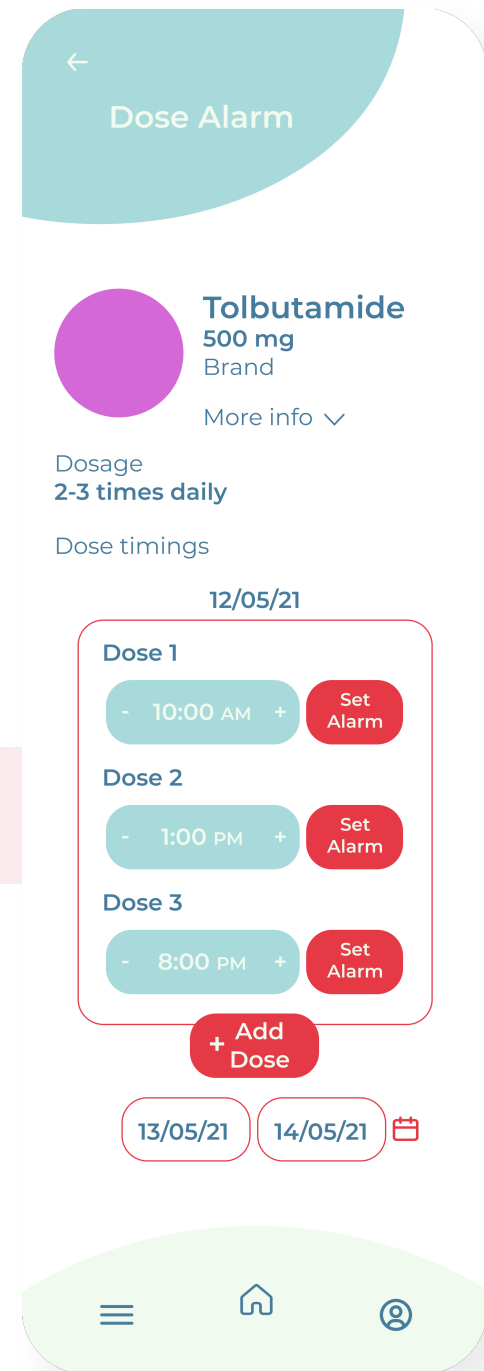 Dose Alarm
Tolbutamide
500 mg
Brand
More info
Dosage
2-3 times daily
Dose timings
12/05/21
Dose 1
- 10:00 AM +
Set
Alarm
Dose 2
- 1:00 PM +
Set
Alarm
Dose 3
- 8:00 PM +
Set
Alarm
+ Add
Dose
13/05/21 14/05/21